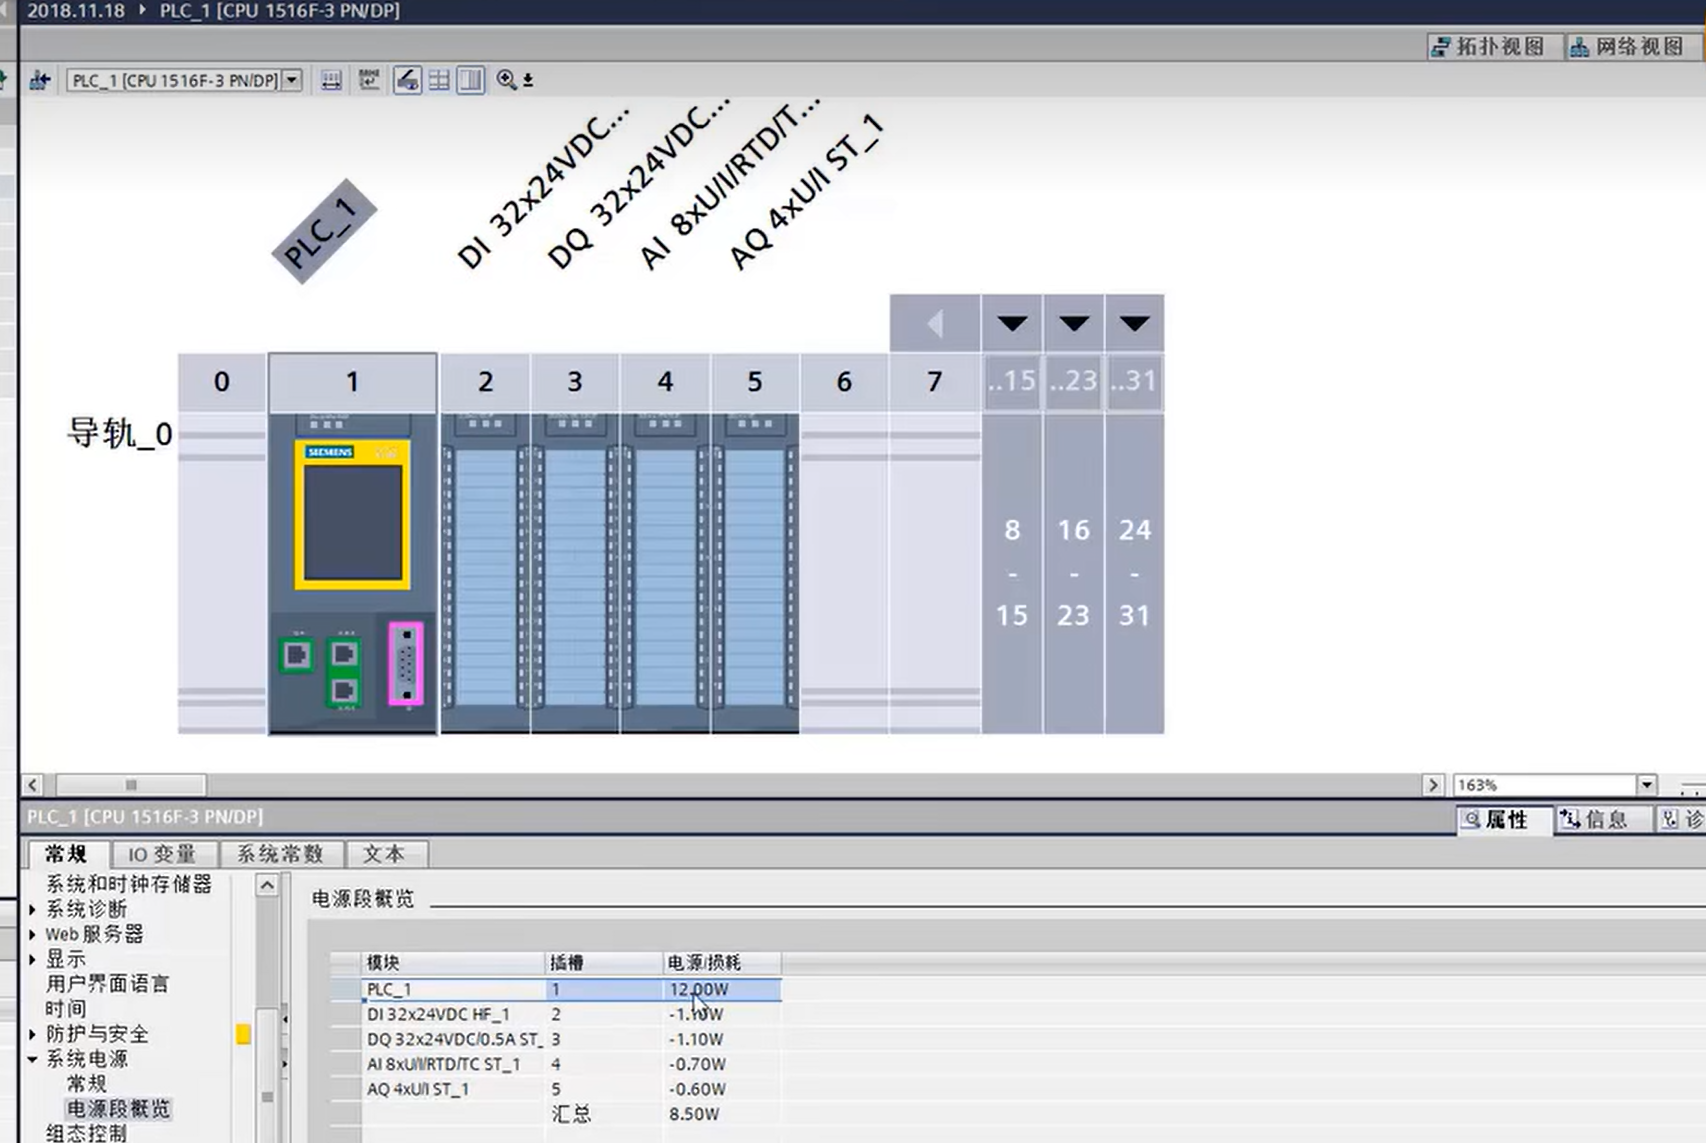 2018.11.18 ▸ PLC_1 [CPU 1516F-3 PN/DP]
拓扑视图 网络视图
PLC_1 [CPU 1516F-3 PN/DP]
PLC_1
DI 32x24VDC...
DQ 32x24VDC...
AI 8xU/I/RTD/T...
AQ 4xU/I ST_1
0 1 2 3 4 5 6 7 ..15 ..23 ..31
导轨_0
SIEMENS
8 16 24
- - -
15 23 31
163%
PLC_1 [CPU 1516F-3 PN/DP]
属性 信息 诊
常规 IO 变量 系统常数 文本
系统和时钟存储器
系统诊断
Web 服务器
显示
用户界面语言
时间
防护与安全
系统电源
常规
电源段概览
组态控制
电源段概览
模块 插槽 电源/损耗
PLC_1 1 12.00W
DI 32x24VDC HF_1 2 -1.10W
DQ 32x24VDC/0.5A ST_ 3 -1.10W
AI 8xU/I/RTD/TC ST_1 4 -0.70W
AQ 4xU/I ST_1 5 -0.60W
汇总 8.50W